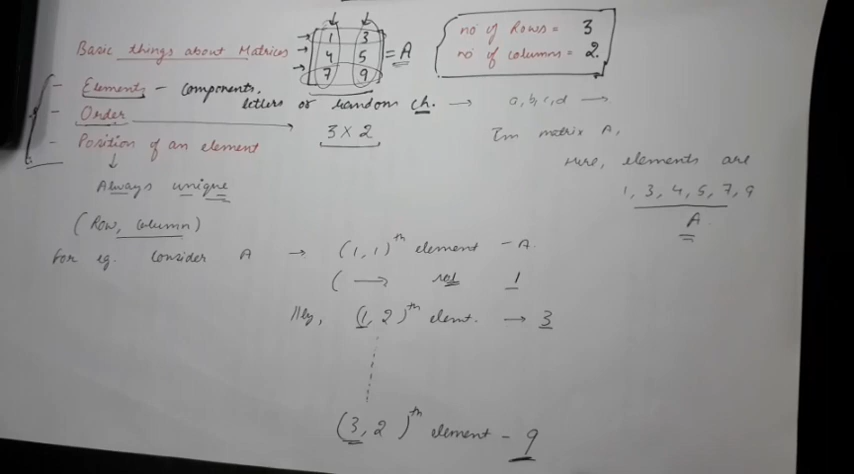 Basic things about Matrices
1 3
4 5
7 9
= A
no of Rows = 3
no of columns = 2
- Elements - components.
letters or random ch. → a, b, c, d →
- Order → 3 × 2
- Position of an element
Always unique
(Row, column)
In matrix A,
Here, elements are
1, 3, 4, 5, 7, 9
A
For eg. Consider A → (1, 1)th element - A.
( → 1
lly, (1, 2)th elemt. → 3
(3, 2)th element - 9